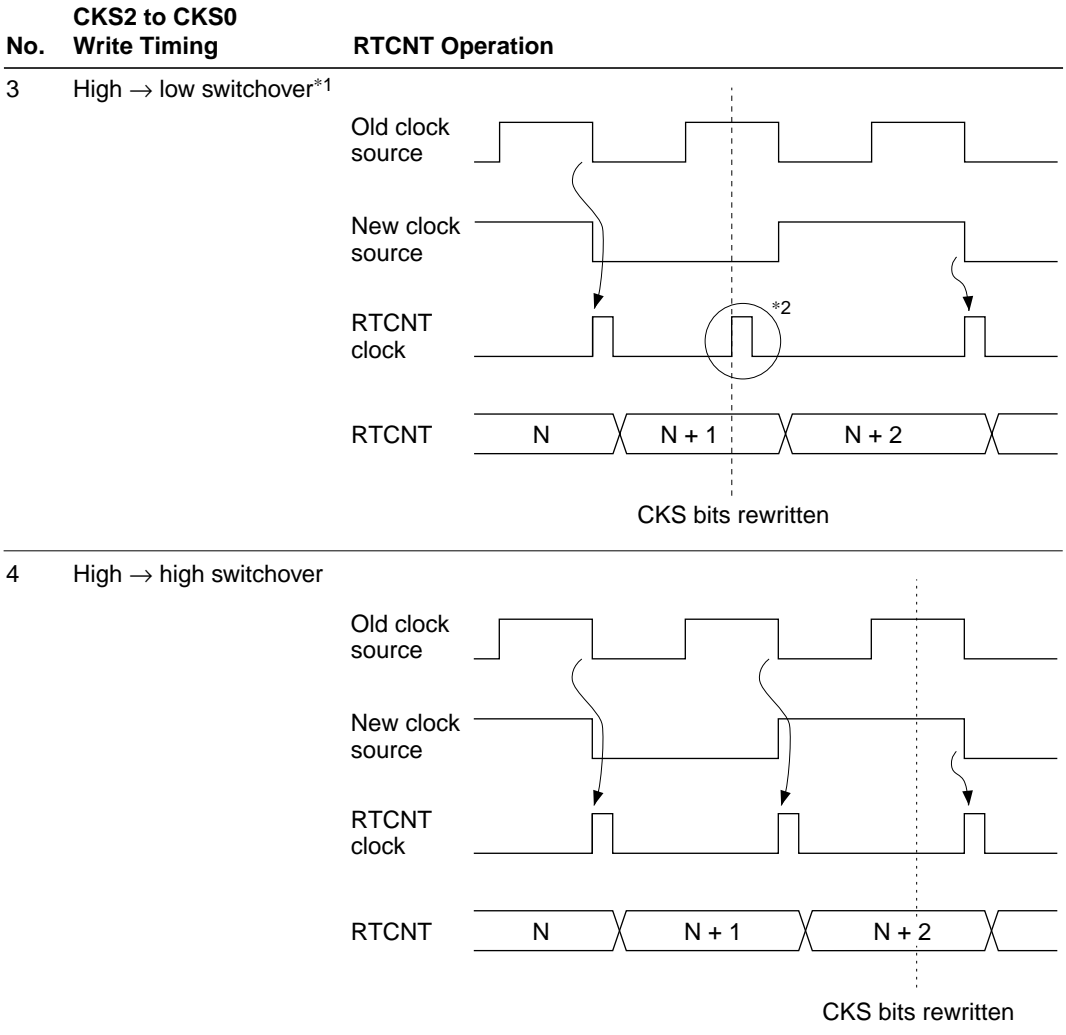 CKS2 to CKS0
No. Write Timing RTCNT Operation
3 High → low switchover*1
Old clock
source
New clock
source
RTCNT
clock
*2
RTCNT N N + 1 N + 2
CKS bits rewritten
4 High → high switchover
Old clock
source
New clock
source
RTCNT
clock
RTCNT N N + 1 N + 2
CKS bits rewritten